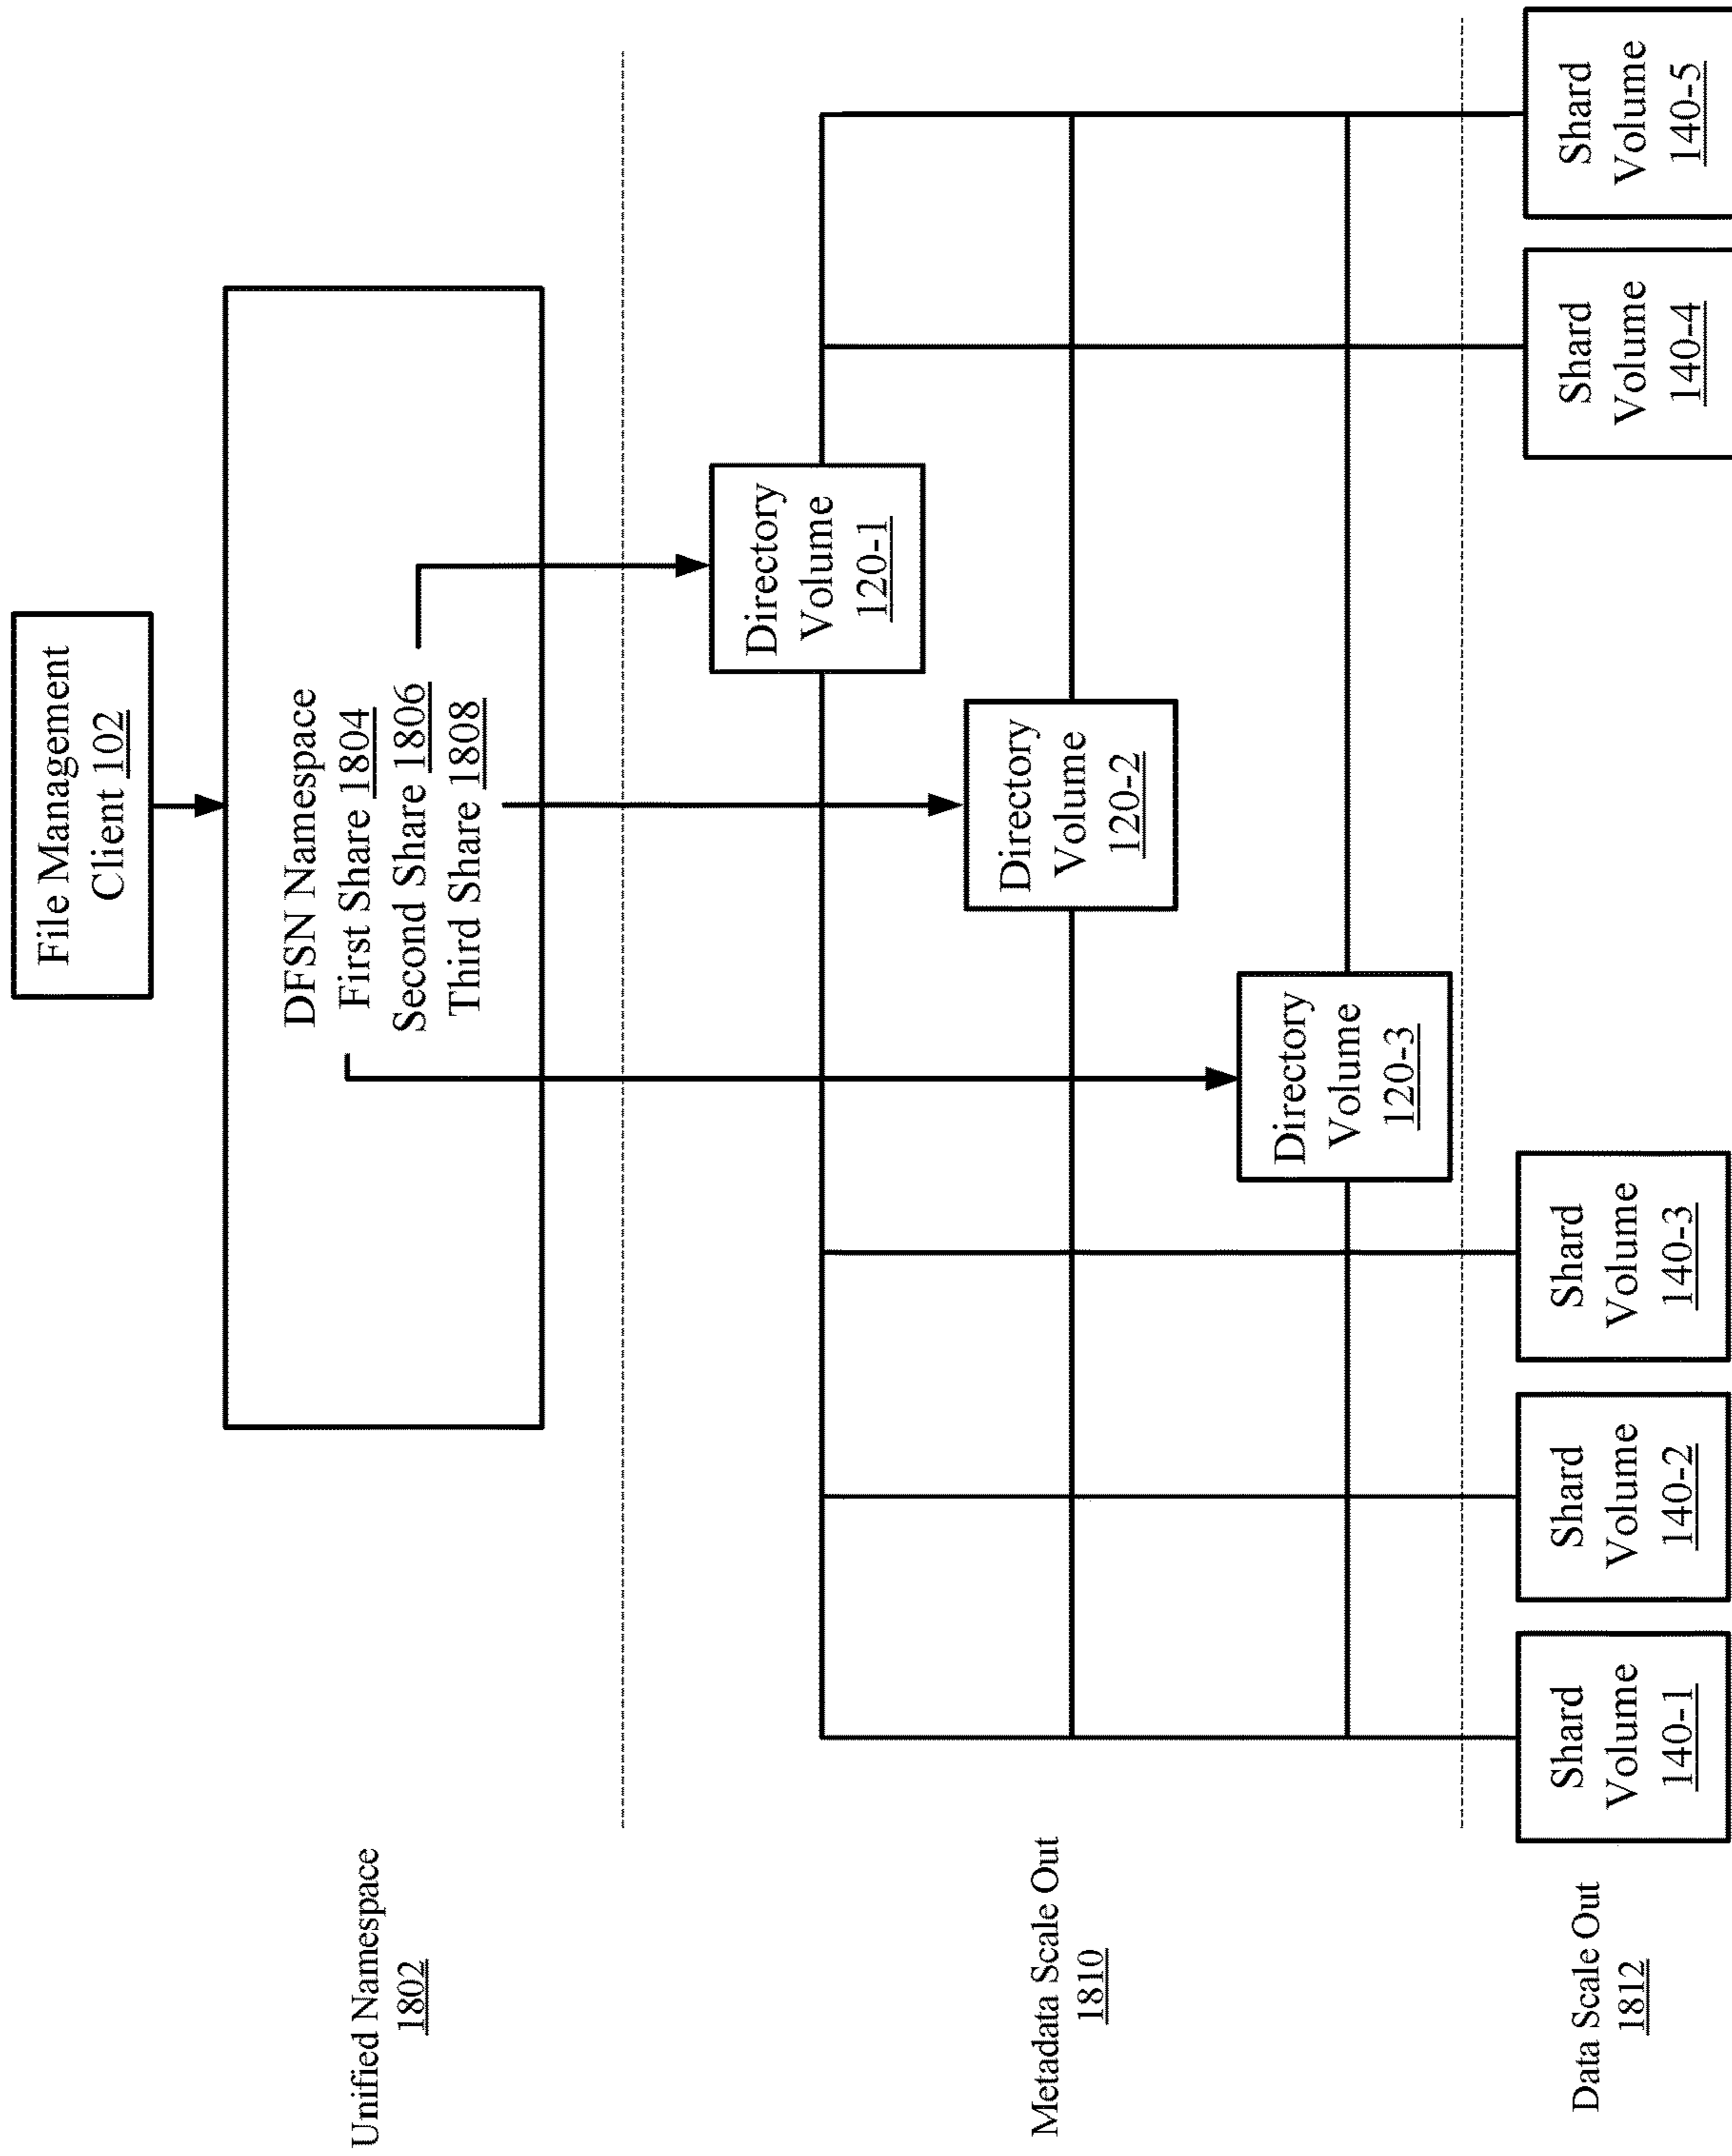 File Management
Client 102
Unified Namespace
1802
DFSN Namespace
First Share 1804
Second Share 1806
Third Share 1808
Metadata Scale Out
1810
Directory
Volume
120-1
Directory
Volume
120-2
Directory
Volume
120-3
Data Scale Out
1812
Shard
Volume
140-1
Shard
Volume
140-2
Shard
Volume
140-3
Shard
Volume
140-4
Shard
Volume
140-5